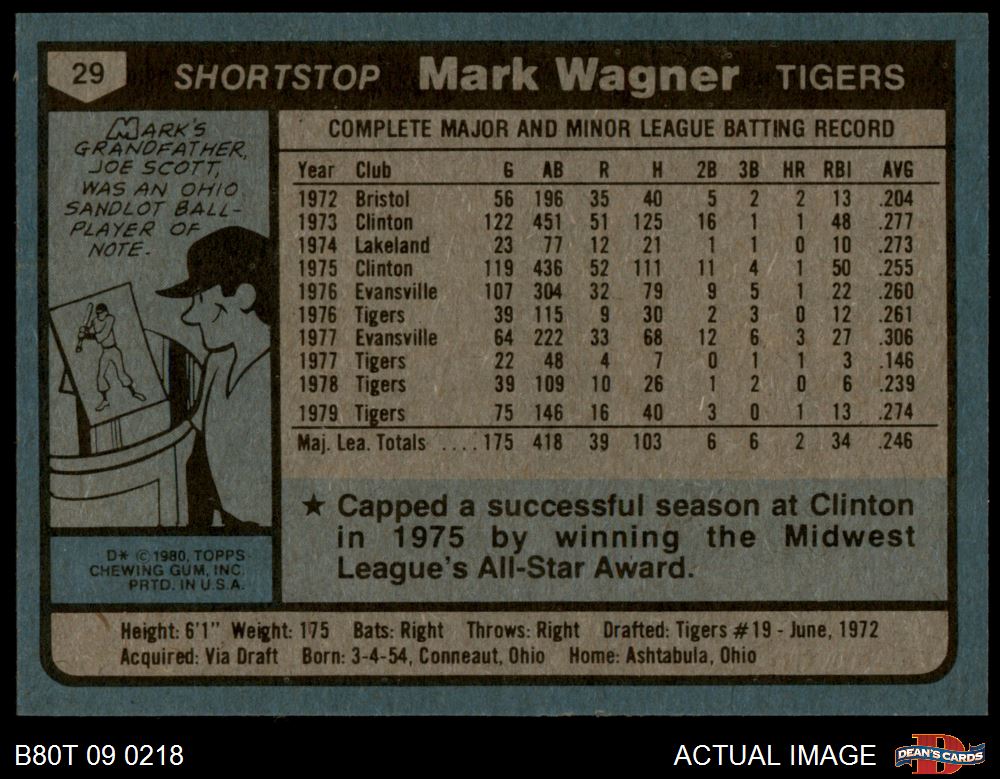 29 SHORTSTOP Mark Wagner TIGERS
MARK'S
GRANDFATHER,
JOE SCOTT,
WAS AN OHIO
SANDLOT BALL-
PLAYER OF
NOTE.
COMPLETE MAJOR AND MINOR LEAGUE BATTING RECORD
Year Club G AB R H 2B 3B HR RBI AVG
1972 Bristol 56 196 35 40 5 2 2 13 .204
1973 Clinton 122 451 51 125 16 1 1 48 .277
1974 Lakeland 23 77 12 21 1 1 0 10 .273
1975 Clinton 119 436 52 111 11 4 1 50 .255
1976 Evansville 107 304 32 79 9 5 1 22 .260
1976 Tigers 39 115 9 30 2 3 0 12 .261
1977 Evansville 64 222 33 68 12 6 3 27 .306
1977 Tigers 22 48 4 7 0 1 1 3 .146
1978 Tigers 39 109 10 26 1 2 0 6 .239
1979 Tigers 75 146 16 40 3 0 1 13 .274
Maj. Lea. Totals ....175 418 39 103 6 6 2 34 .246
★ Capped a successful season at Clinton
in 1975 by winning the Midwest
League's All-Star Award.
D* © 1980, TOPPS
CHEWING GUM, INC.
PRTD. IN U.S.A.
Height: 6'1" Weight: 175 Bats: Right Throws: Right Drafted: Tigers #19 - June, 1972
Acquired: Via Draft Born: 3-4-54, Conneaut, Ohio Home: Ashtabula, Ohio
B80T 09 0218
ACTUAL IMAGE
DEAN'S CARDS